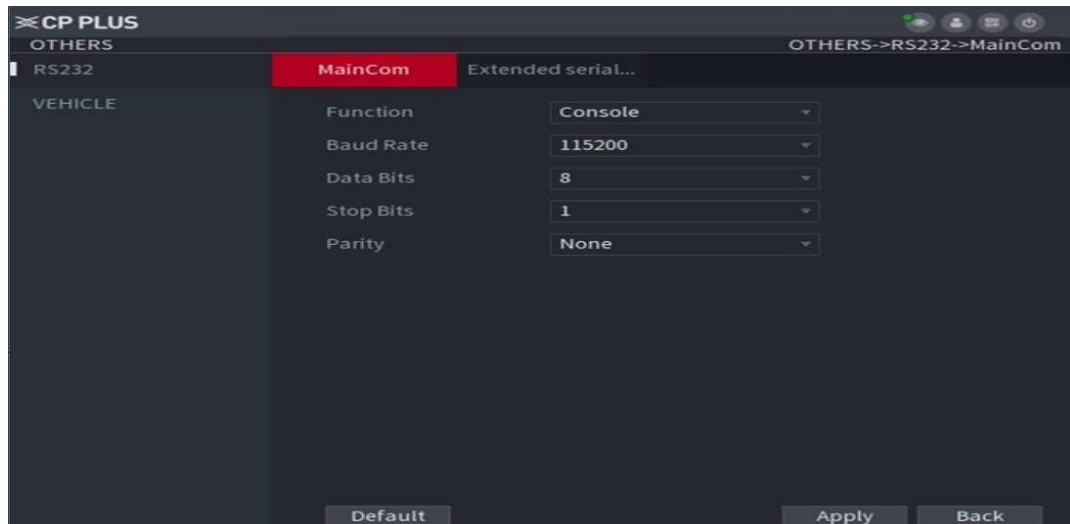 CP PLUS
OTHERS OTHERS->RS232->MainCom
RS232 MainCom Extended serial...
VEHICLE
Function Console
Baud Rate 115200
Data Bits 8
Stop Bits 1
Parity None
Default Apply Back